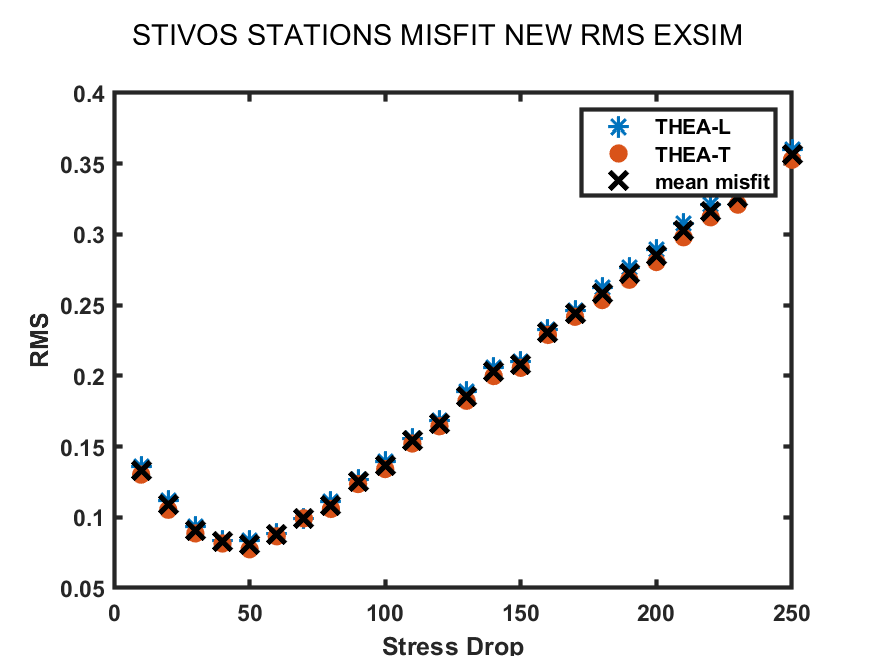 STIVOS STATIONS MISFIT NEW RMS EXSIM
0.4
0.35
0.3
0.25
0.2
0.15
0.1
0.05
RMS
THEA-L
THEA-T
mean misfit
0 50 100 150 200 250
Stress Drop